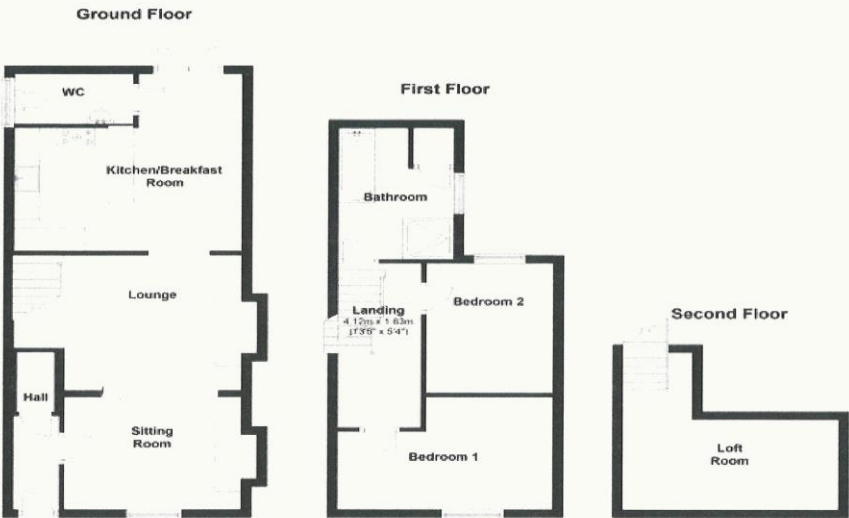 Ground Floor
WC
Kitchen/Breakfast
Room
Lounge
Hall
Sitting
Room
First Floor
Bathroom
Landing
4.12m x 1.63m
(13'6" x 5'4")
Bedroom 2
Bedroom 1
Second Floor
Loft
Room